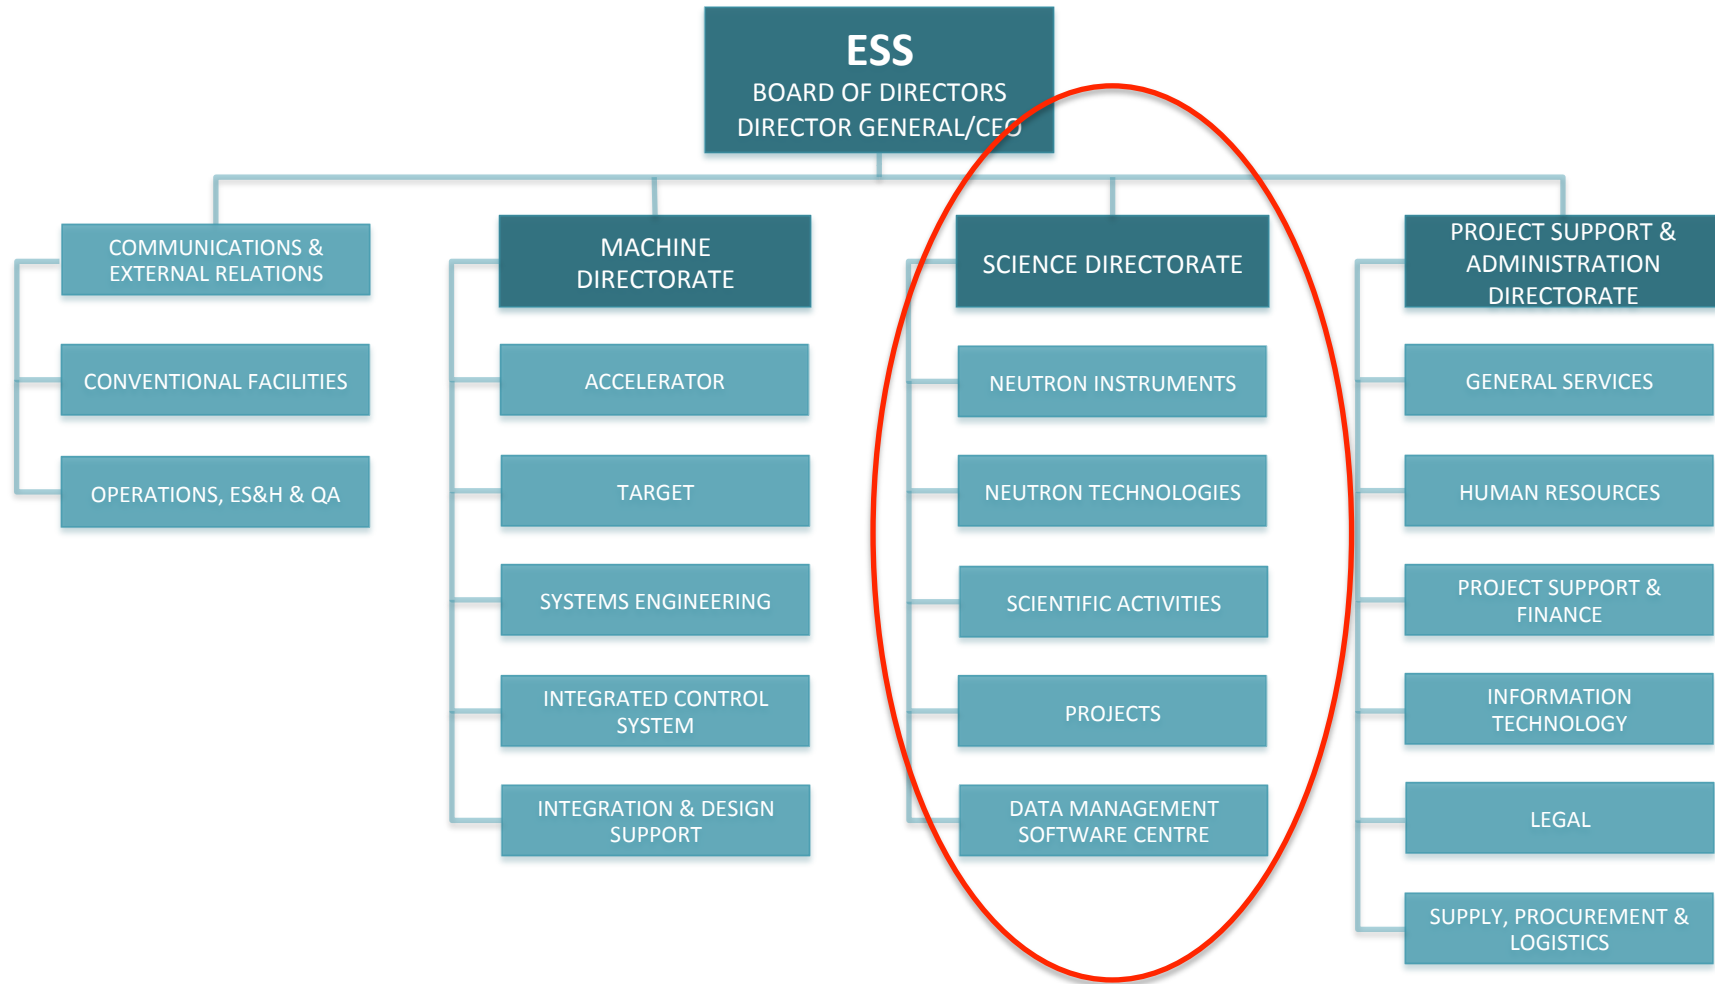 ESS
BOARD OF DIRECTORS
DIRECTOR GENERAL/CEO
COMMUNICATIONS &
EXTERNAL RELATIONS
CONVENTIONAL FACILITIES
OPERATIONS, ES&H & QA
MACHINE
DIRECTORATE
ACCELERATOR
TARGET
SYSTEMS ENGINEERING
INTEGRATED CONTROL
SYSTEM
INTEGRATION & DESIGN
SUPPORT
SCIENCE DIRECTORATE
NEUTRON INSTRUMENTS
NEUTRON TECHNOLOGIES
SCIENTIFIC ACTIVITIES
PROJECTS
DATA MANAGEMENT
SOFTWARE CENTRE
PROJECT SUPPORT &
ADMINISTRATION
DIRECTORATE
GENERAL SERVICES
HUMAN RESOURCES
PROJECT SUPPORT &
FINANCE
INFORMATION
TECHNOLOGY
LEGAL
SUPPLY, PROCUREMENT &
LOGISTICS